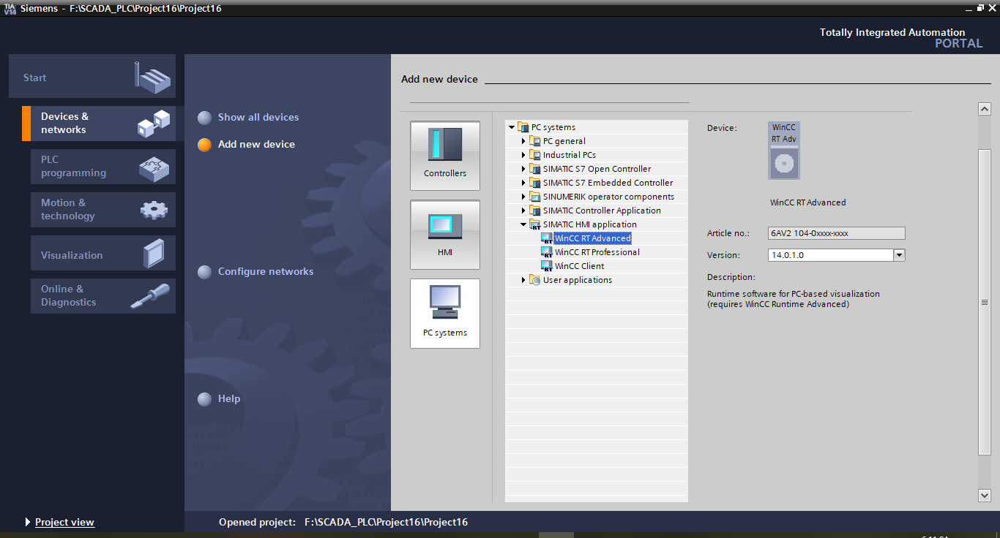 TIA
V14
Siemens - F:\SCADA_PLC\Project16\Project16
Totally Integrated Automation
PORTAL
Start
Devices &
networks
PLC
programming
Motion &
technology
Visualization
Online &
Diagnostics
Show all devices
Add new device
Configure networks
Help
Add new device
Controllers
HMI
PC systems
PC systems
PC general
Industrial PCs
SIMATIC S7 Open Controller
SIMATIC S7 Embedded Controller
SINUMERIK operator components
SIMATIC Controller Application
SIMATIC HMI application
WinCC RT Advanced
WinCC RT Professional
WinCC Client
User applications
Device:
WinCC
RT Adv
WinCC RT Advanced
Article no.: 6AV2 104-0xxxx-xxxx
Version: 14.0.1.0
Description:
Runtime software for PC-based visualization
(requires WinCC Runtime Advanced)
Project view
Opened project: F:\SCADA_PLC\Project16\Project16